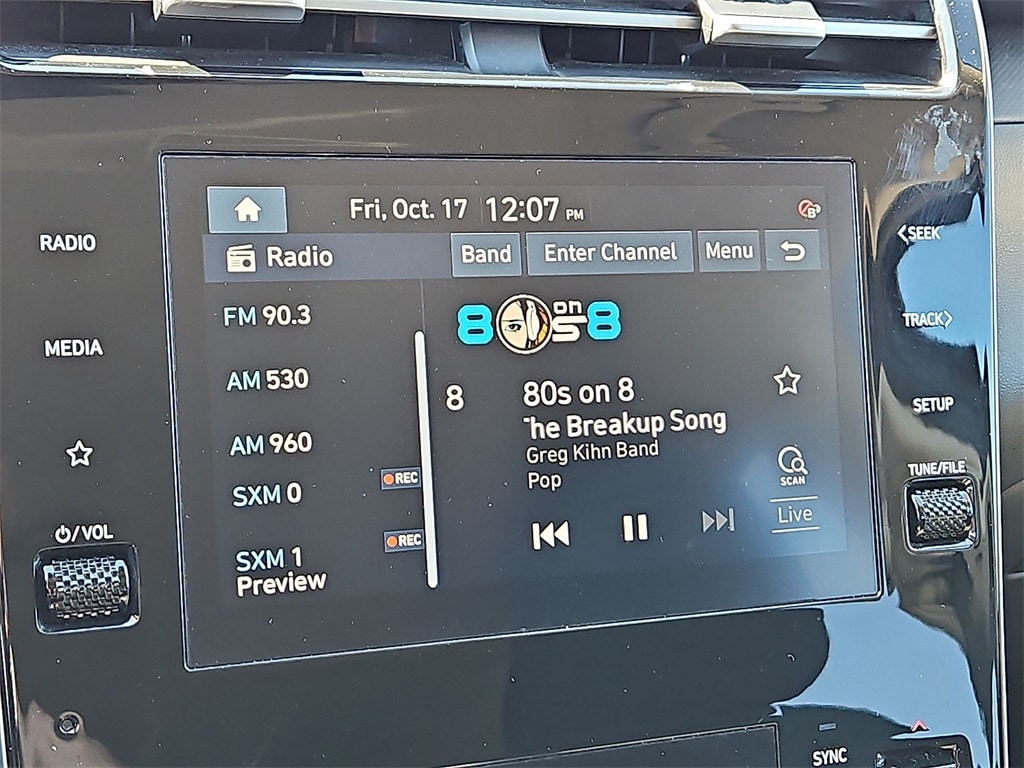 Fri, Oct. 17 12:07 PM
B
Radio Band Enter Channel Menu
FM 90.3
AM 530
AM 960
SXM 0 REC
SXM 1 REC
Preview
8 on 8
8 80s on 8
he Breakup Song
Greg Kihn Band
Pop
SCAN
Live
RADIO
MEDIA
VOL
<SEEK
TRACK>
SETUP
TUNE/FILE
SYNC